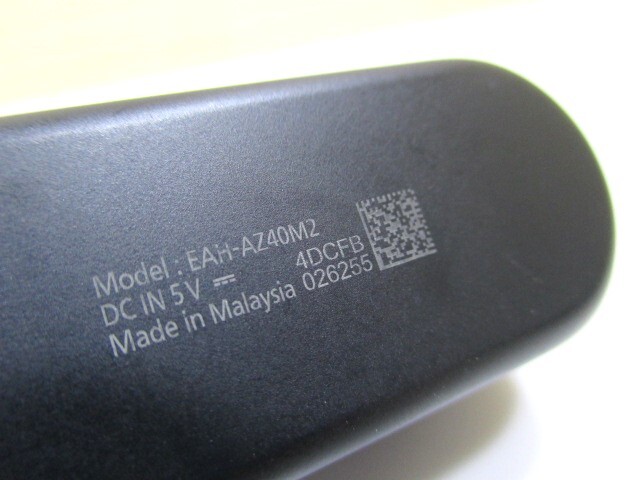 Model : EAH-AZ40M2
DC IN 5V ⎓ 4DCFB
Made in Malaysia 026255